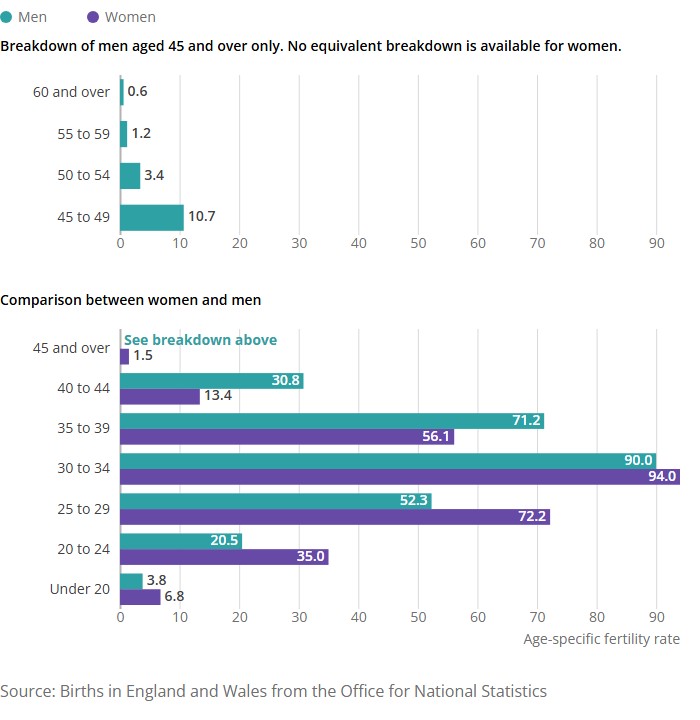 Men Women
Breakdown of men aged 45 and over only. No equivalent breakdown is available for women.
60 and over 0.6
55 to 59 1.2
50 to 54 3.4
45 to 49 10.7
0 10 20 30 40 50 60 70 80 90
Comparison between women and men
See breakdown above
45 and over 1.5
30.8
40 to 44 13.4
71.2
35 to 39 56.1
90.0
30 to 34 94.0
52.3
25 to 29 72.2
20.5
20 to 24 35.0
3.8
Under 20 6.8
0 10 20 30 40 50 60 70 80 90
Age-specific fertility rate
Source: Births in England and Wales from the Office for National Statistics